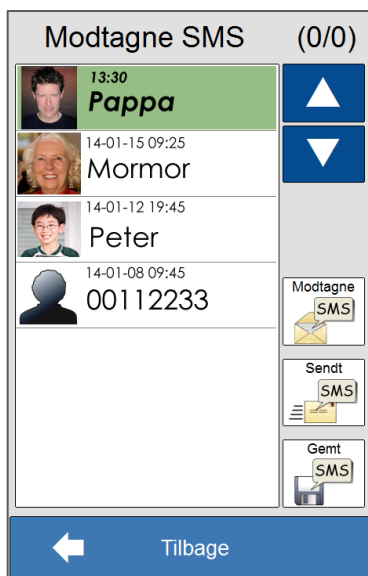 Modtagne SMS (0/0)
13:30
Pappa
14-01-15 09:25
Mormor
14-01-12 19:45
Peter
14-01-08 09:45
00112233
Modtagne
SMS
Sendt
SMS
Gemt
SMS
Tilbage